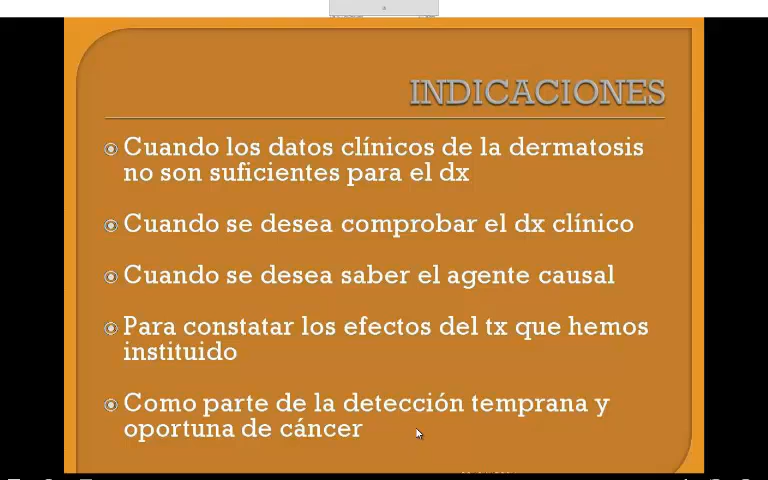 INDICACIONES
Cuando los datos clínicos de la dermatosis
no son suficientes para el dx
Cuando se desea comprobar el dx clínico
Cuando se desea saber el agente causal
Para constatar los efectos del tx que hemos
instituido
Como parte de la detección temprana y
oportuna de cáncer